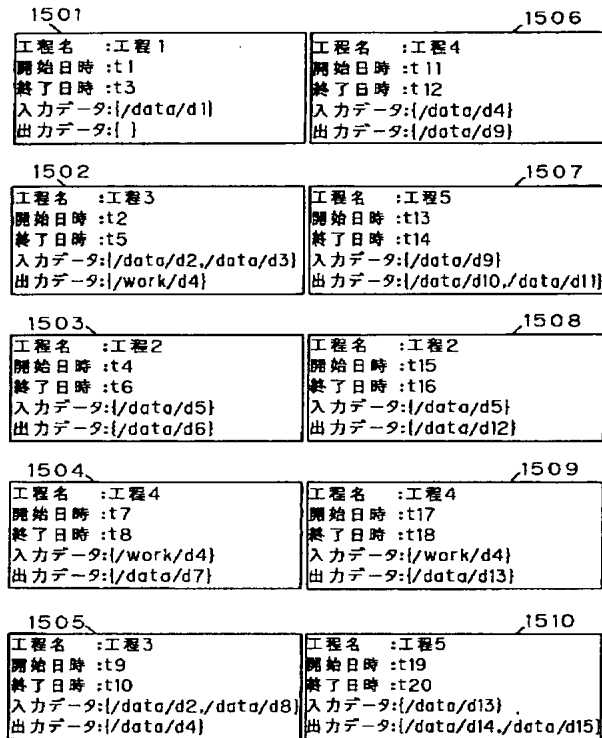 1501
工程名 :工程1
開始日時 :t1
終了日時 :t3
入力データ:{/data/d1}
出力データ:{ }
1502
工程名 :工程3
開始日時 :t2
終了日時 :t5
入力データ:{/data/d2,/data/d3}
出力データ:{/work/d4}
1503
工程名 :工程2
開始日時 :t4
終了日時 :t6
入力データ:{/data/d5}
出力データ:{/data/d6}
1504
工程名 :工程4
開始日時 :t7
終了日時 :t8
入力データ:{/work/d4}
出力データ:{/data/d7}
1505
工程名 :工程3
開始日時 :t9
終了日時 :t10
入力データ:{/data/d2,/data/d8}
出力データ:{/data/d4}
1506
工程名 :工程4
開始日時 :t11
終了日時 :t12
入力データ:{/data/d4}
出力データ:{/data/d9}
1507
工程名 :工程5
開始日時 :t13
終了日時 :t14
入力データ:{/data/d9}
出力データ:{/data/d10,/data/d11}
1508
工程名 :工程2
開始日時 :t15
終了日時 :t16
入力データ:{/data/d5}
出力データ:{/data/d12}
1509
工程名 :工程4
開始日時 :t17
終了日時 :t18
入力データ:{/work/d4}
出力データ:{/data/d13}
1510
工程名 :工程5
開始日時 :t19
終了日時 :t20
入力データ:{/data/d13}
出力データ:{/data/d14,/data/d15}